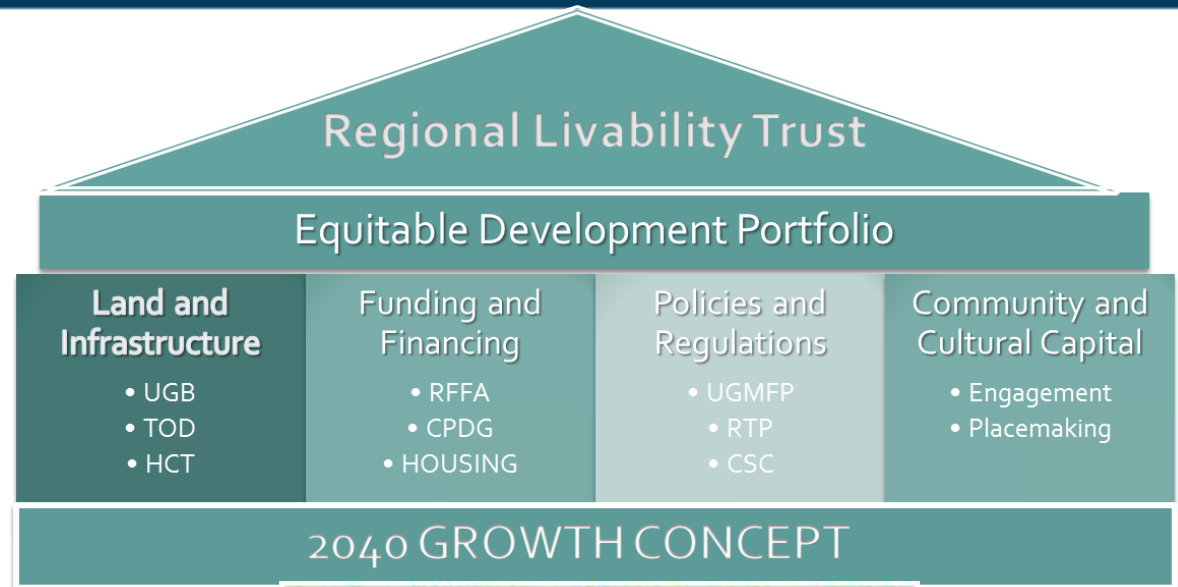 Regional Livability Trust
Equitable Development Portfolio
Land and
Infrastructure
• UGB
• TOD
• HCT
Funding and
Financing
• RFFA
• CPDG
• HOUSING
Policies and
Regulations
• UGMFP
• RTP
• CSC
Community and
Cultural Capital
• Engagement
• Placemaking
2040 GROWTH CONCEPT